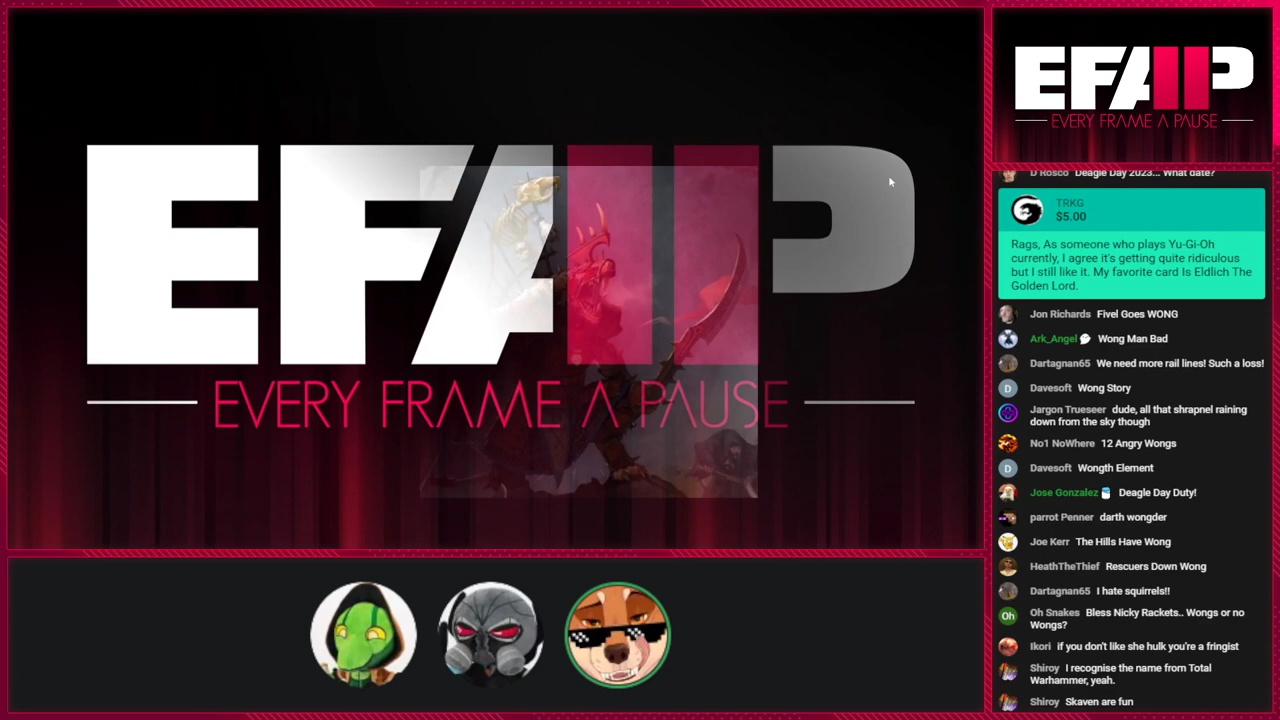 EFAP
EVERY FRAME A PAUSE
EFAP
EVERY FRAME A PAUSE
D Rosco Deagle Day 2023... What date?
TRKG
$5.00
Rags, As someone who plays Yu-Gi-Oh
currently, I agree it's getting quite ridiculous
but I still like it. My favorite card Is Eldlich The
Golden Lord.
Jon Richards Fivel Goes WONG
Ark_Angel Wong Man Bad
Dartagnan65 We need more rail lines! Such a loss!
D Davesoft Wong Story
Jargon Trueseer dude, all that shrapnel raining
down from the sky though
No1 NoWhere 12 Angry Wongs
D Davesoft Wongth Element
Jose Gonzalez Deagle Day Duty!
parrot Penner darth wongder
Joe Kerr The Hills Have Wong
HeathTheThief Rescuers Down Wong
Dartagnan65 I hate squirrels!!
Oh Oh Snakes Bless Nicky Rackets.. Wongs or no
Wongs?
Ikori if you don't like she hulk you're a fringist
Shiroy I recognise the name from Total
Warhammer, yeah.
Shiroy Skaven are fun